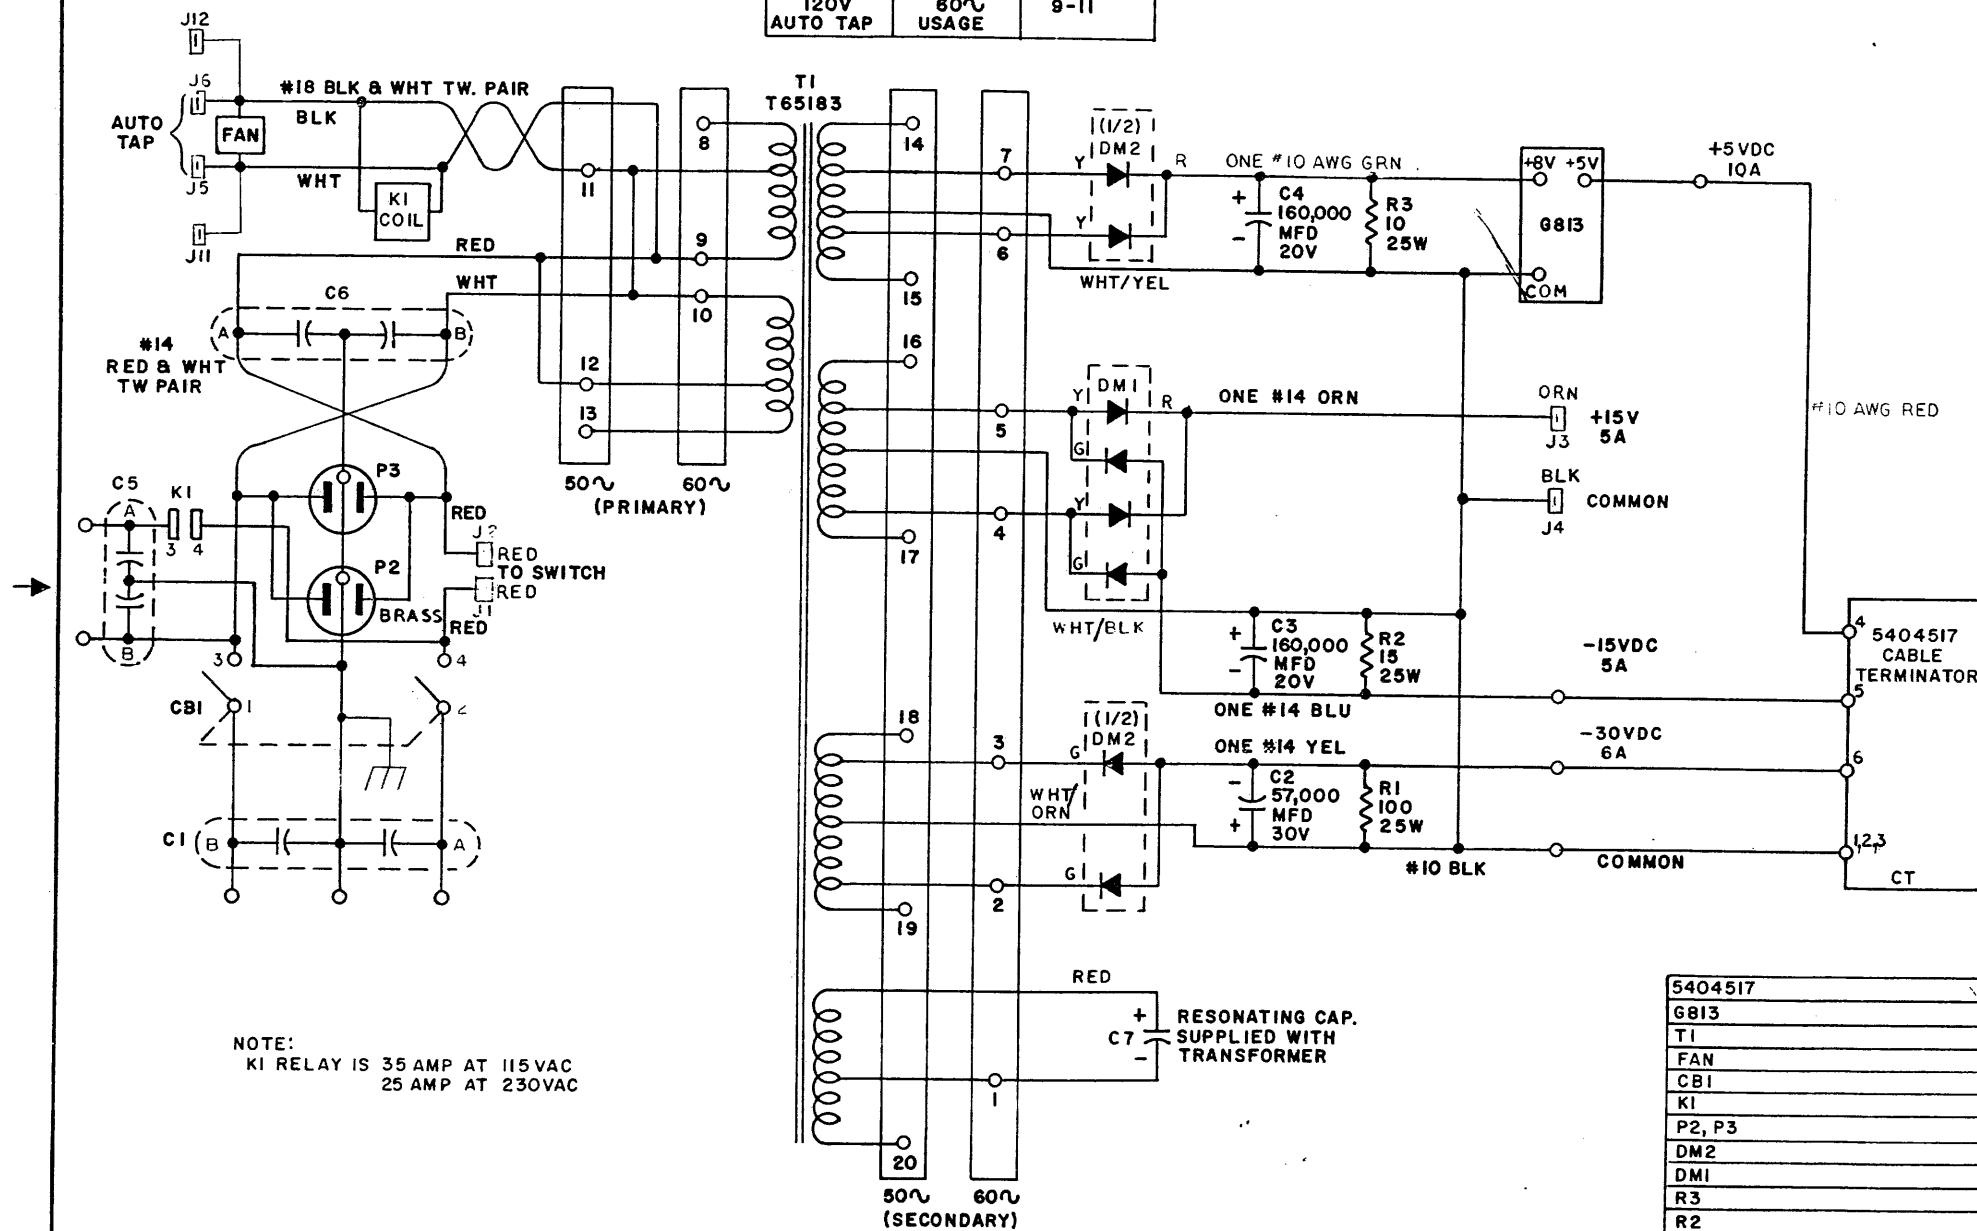 120V
60∿
9-11
AUTO TAP
USAGE
J12
J6
AUTO
TAP
J5
J11
FAN
#18 BLK & WHT TW. PAIR
BLK
WHT
K1
COIL
RED
WHT
C6
A
B
#14
RED & WHT
TW PAIR
11
12
13
50∿
8
9
10
60∿
(PRIMARY)
T1
T65183
14
15
16
17
18
19
20
50∿
7
6
5
4
3
2
1
60∿
(SECONDARY)
(1/2)
DM2
Y
Y
R
ONE #10 AWG GRN
WHT/YEL
+
C4
160,000
MFD
20V
-
R3
10
25W
+8V
+5V
G813
COM
+5VDC
10A
DM1
Y
G
Y
G
R
ONE #14 ORN
ORN
J3
+15V
5A
BLK
J4
COMMON
#10 AWG RED
WHT/BLK
+
C3
160,000
MFD
20V
-
R2
15
25W
-15VDC
5A
ONE #14 BLU
(1/2)
DM2
G
G
ONE #14 YEL
WHT/
ORN
-
C2
57,000
MFD
30V
+
R1
100
25W
-30VDC
6A
#10 BLK
COMMON
4
5
6
1,2,3
5404517
CABLE
TERMINATOR
CT
C5
A
B
K1
3
4
P3
P2
BRASS
RED
J2
RED
TO SWITCH
RED
J1
RED
3
4
CB1
1
2
C1
B
A
NOTE:
K1 RELAY IS 35 AMP AT 115VAC
25 AMP AT 230VAC
RED
+
C7
-
RESONATING CAP.
SUPPLIED WITH
TRANSFORMER
5404517
G813
T1
FAN
CB1
K1
P2, P3
DM2
DM1
R3
R2